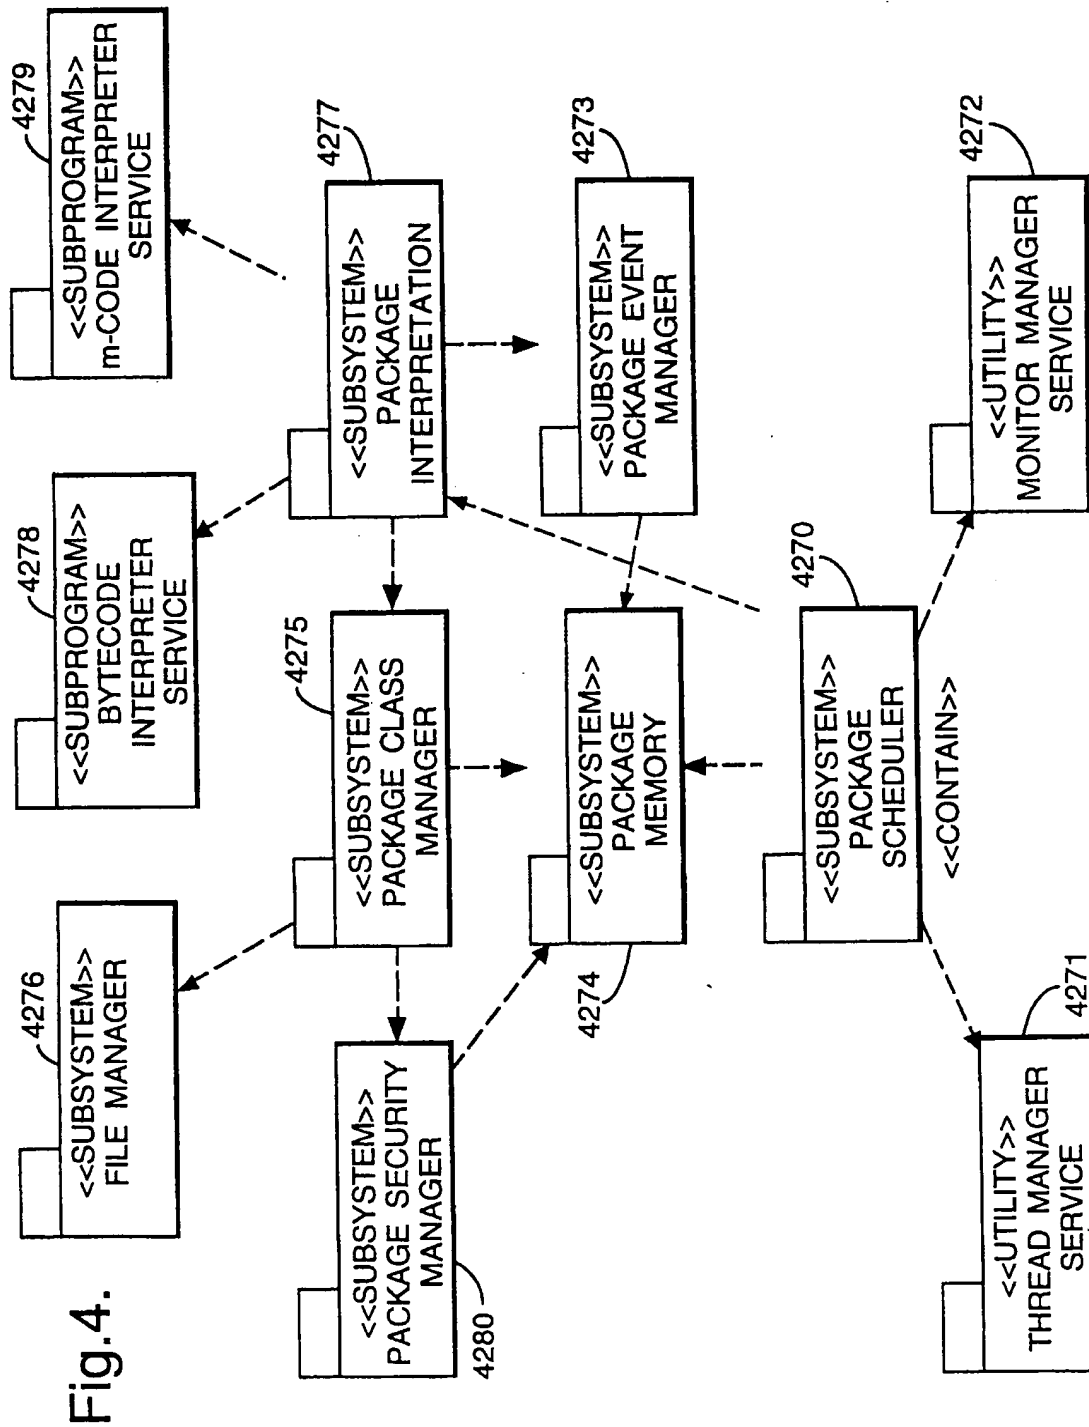 Fig.4.
4276
<<SUBSYSTEM>>
FILE MANAGER
4278
<<SUBPROGRAM>>
BYTECODE
INTERPRETER
SERVICE
4279
<<SUBPROGRAM>>
m-CODE INTERPRETER
SERVICE
<<SUBSYSTEM>>
PACKAGE SECURITY
MANAGER
4280
4275
<<SUBSYSTEM>>
PACKAGE CLASS
MANAGER
4277
<<SUBSYSTEM>>
PACKAGE
INTERPRETATION
4274
<<SUBSYSTEM>>
PACKAGE
MEMORY
4273
<<SUBSYSTEM>>
PACKAGE EVENT
MANAGER
4270
<<SUBSYSTEM>>
PACKAGE
SCHEDULER
<<CONTAIN>>
4271
<<UTILITY>>
THREAD MANAGER
SERVICE
4272
<<UTILITY>>
MONITOR MANAGER
SERVICE